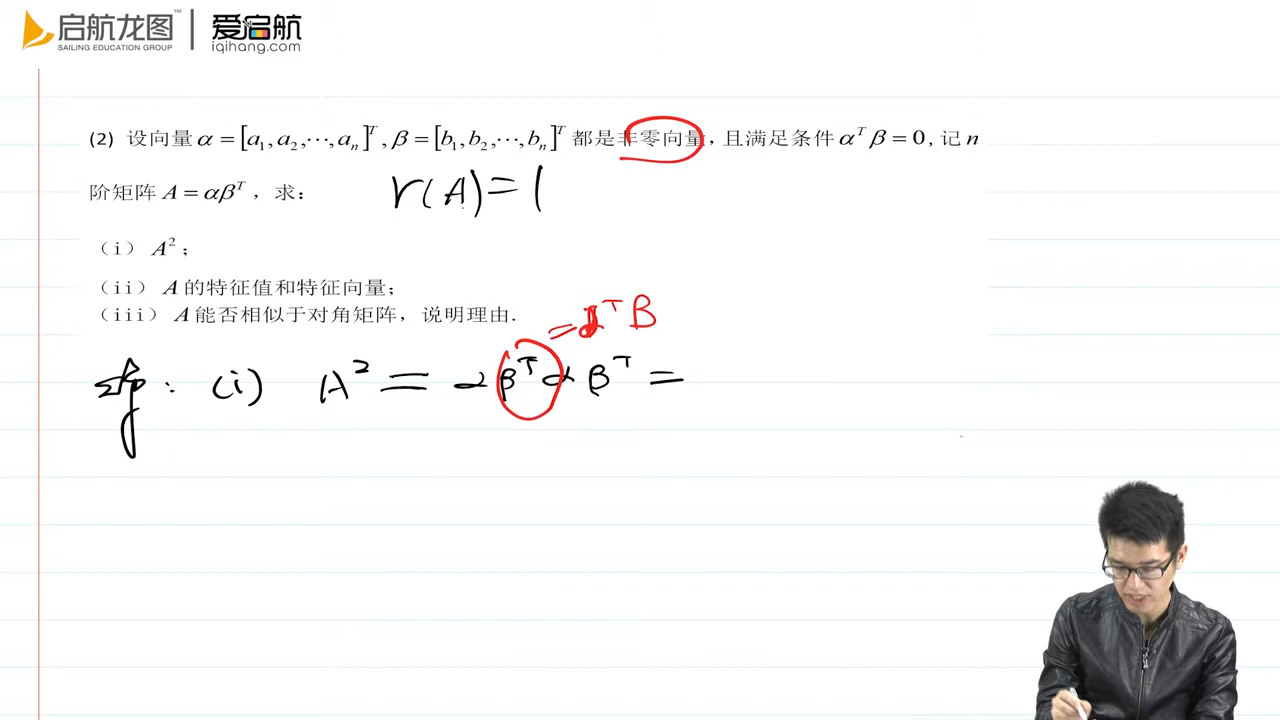 启航龙图™ | 爱启航
SAILING EDUCATION GROUP iqihang.com
(2) 设向量 α = [a₁, a₂, ⋯, aₙ]ᵀ, β = [b₁, b₂, ⋯, bₙ]ᵀ 都是非零向量，且满足条件 αᵀβ = 0, 记 n
阶矩阵 A = αβᵀ，求：
r(A) = 1
（i）A²；
（ii）A 的特征值和特征向量；
（iii）A 能否相似于对角矩阵，说明理由.
= αᵀβ
: (i) A² = αβᵀαβᵀ =